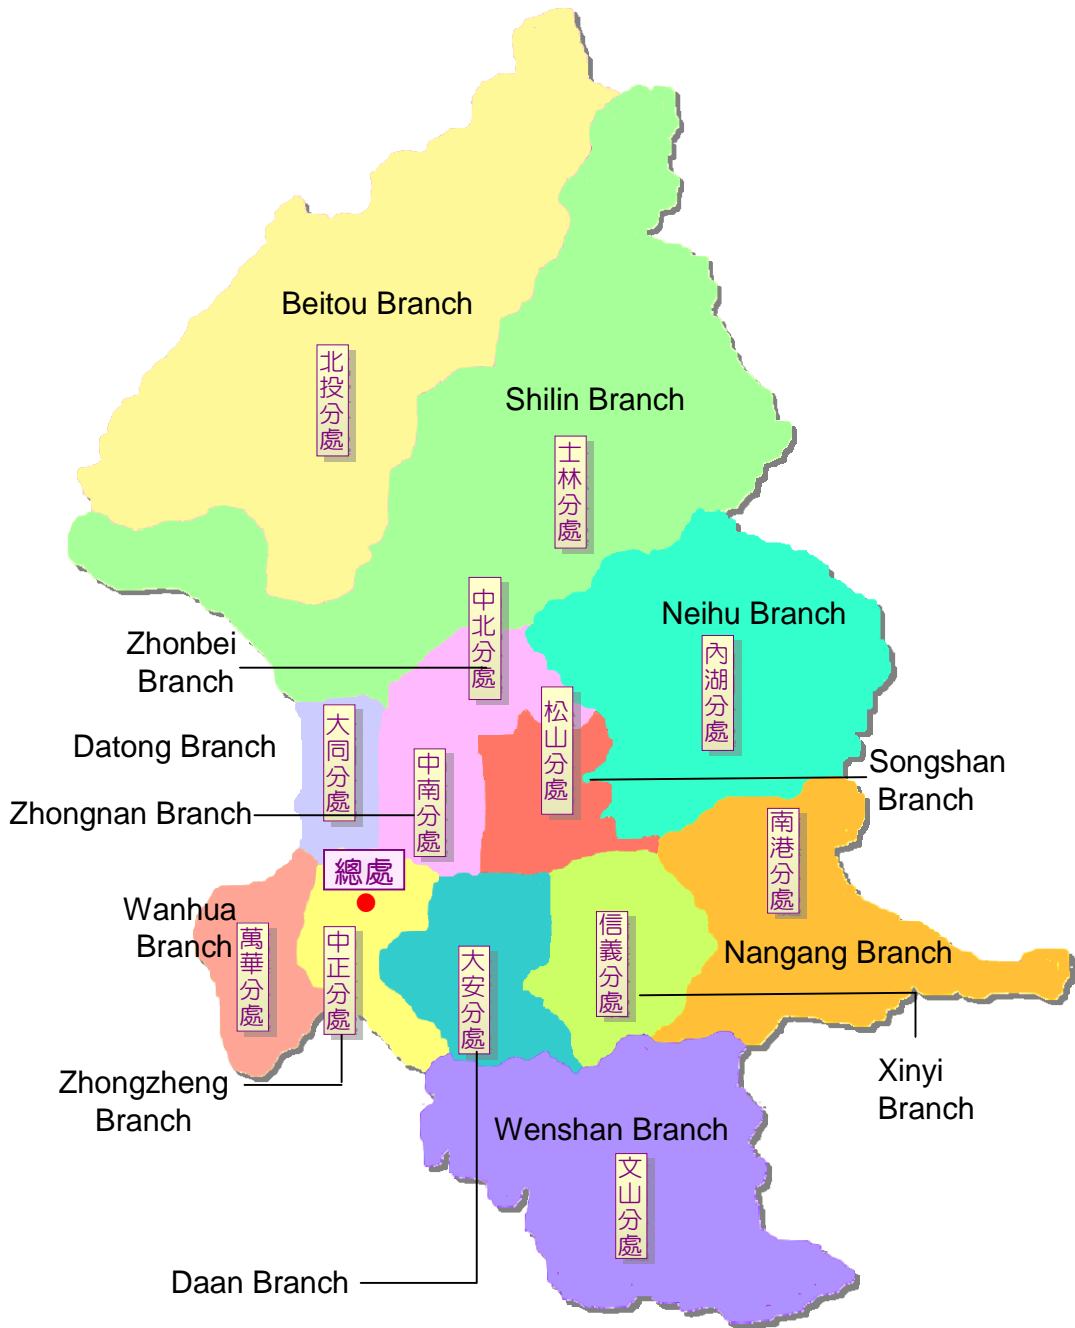 Beitou Branch
北投分處
Shilin Branch
士林分處
中北分處
Neihu Branch
內湖分處
Zhonbei
Branch
松山分處
大同分處
Datong Branch
中南分處
Songshan
Branch
Zhongnan Branch
南港分處
總處
Wanhua
Branch
萬華分處
中正分處
大安分處
信義分處
Nangang Branch
Zhongzheng
Branch
Xinyi
Branch
Wenshan Branch
文山分處
Daan Branch